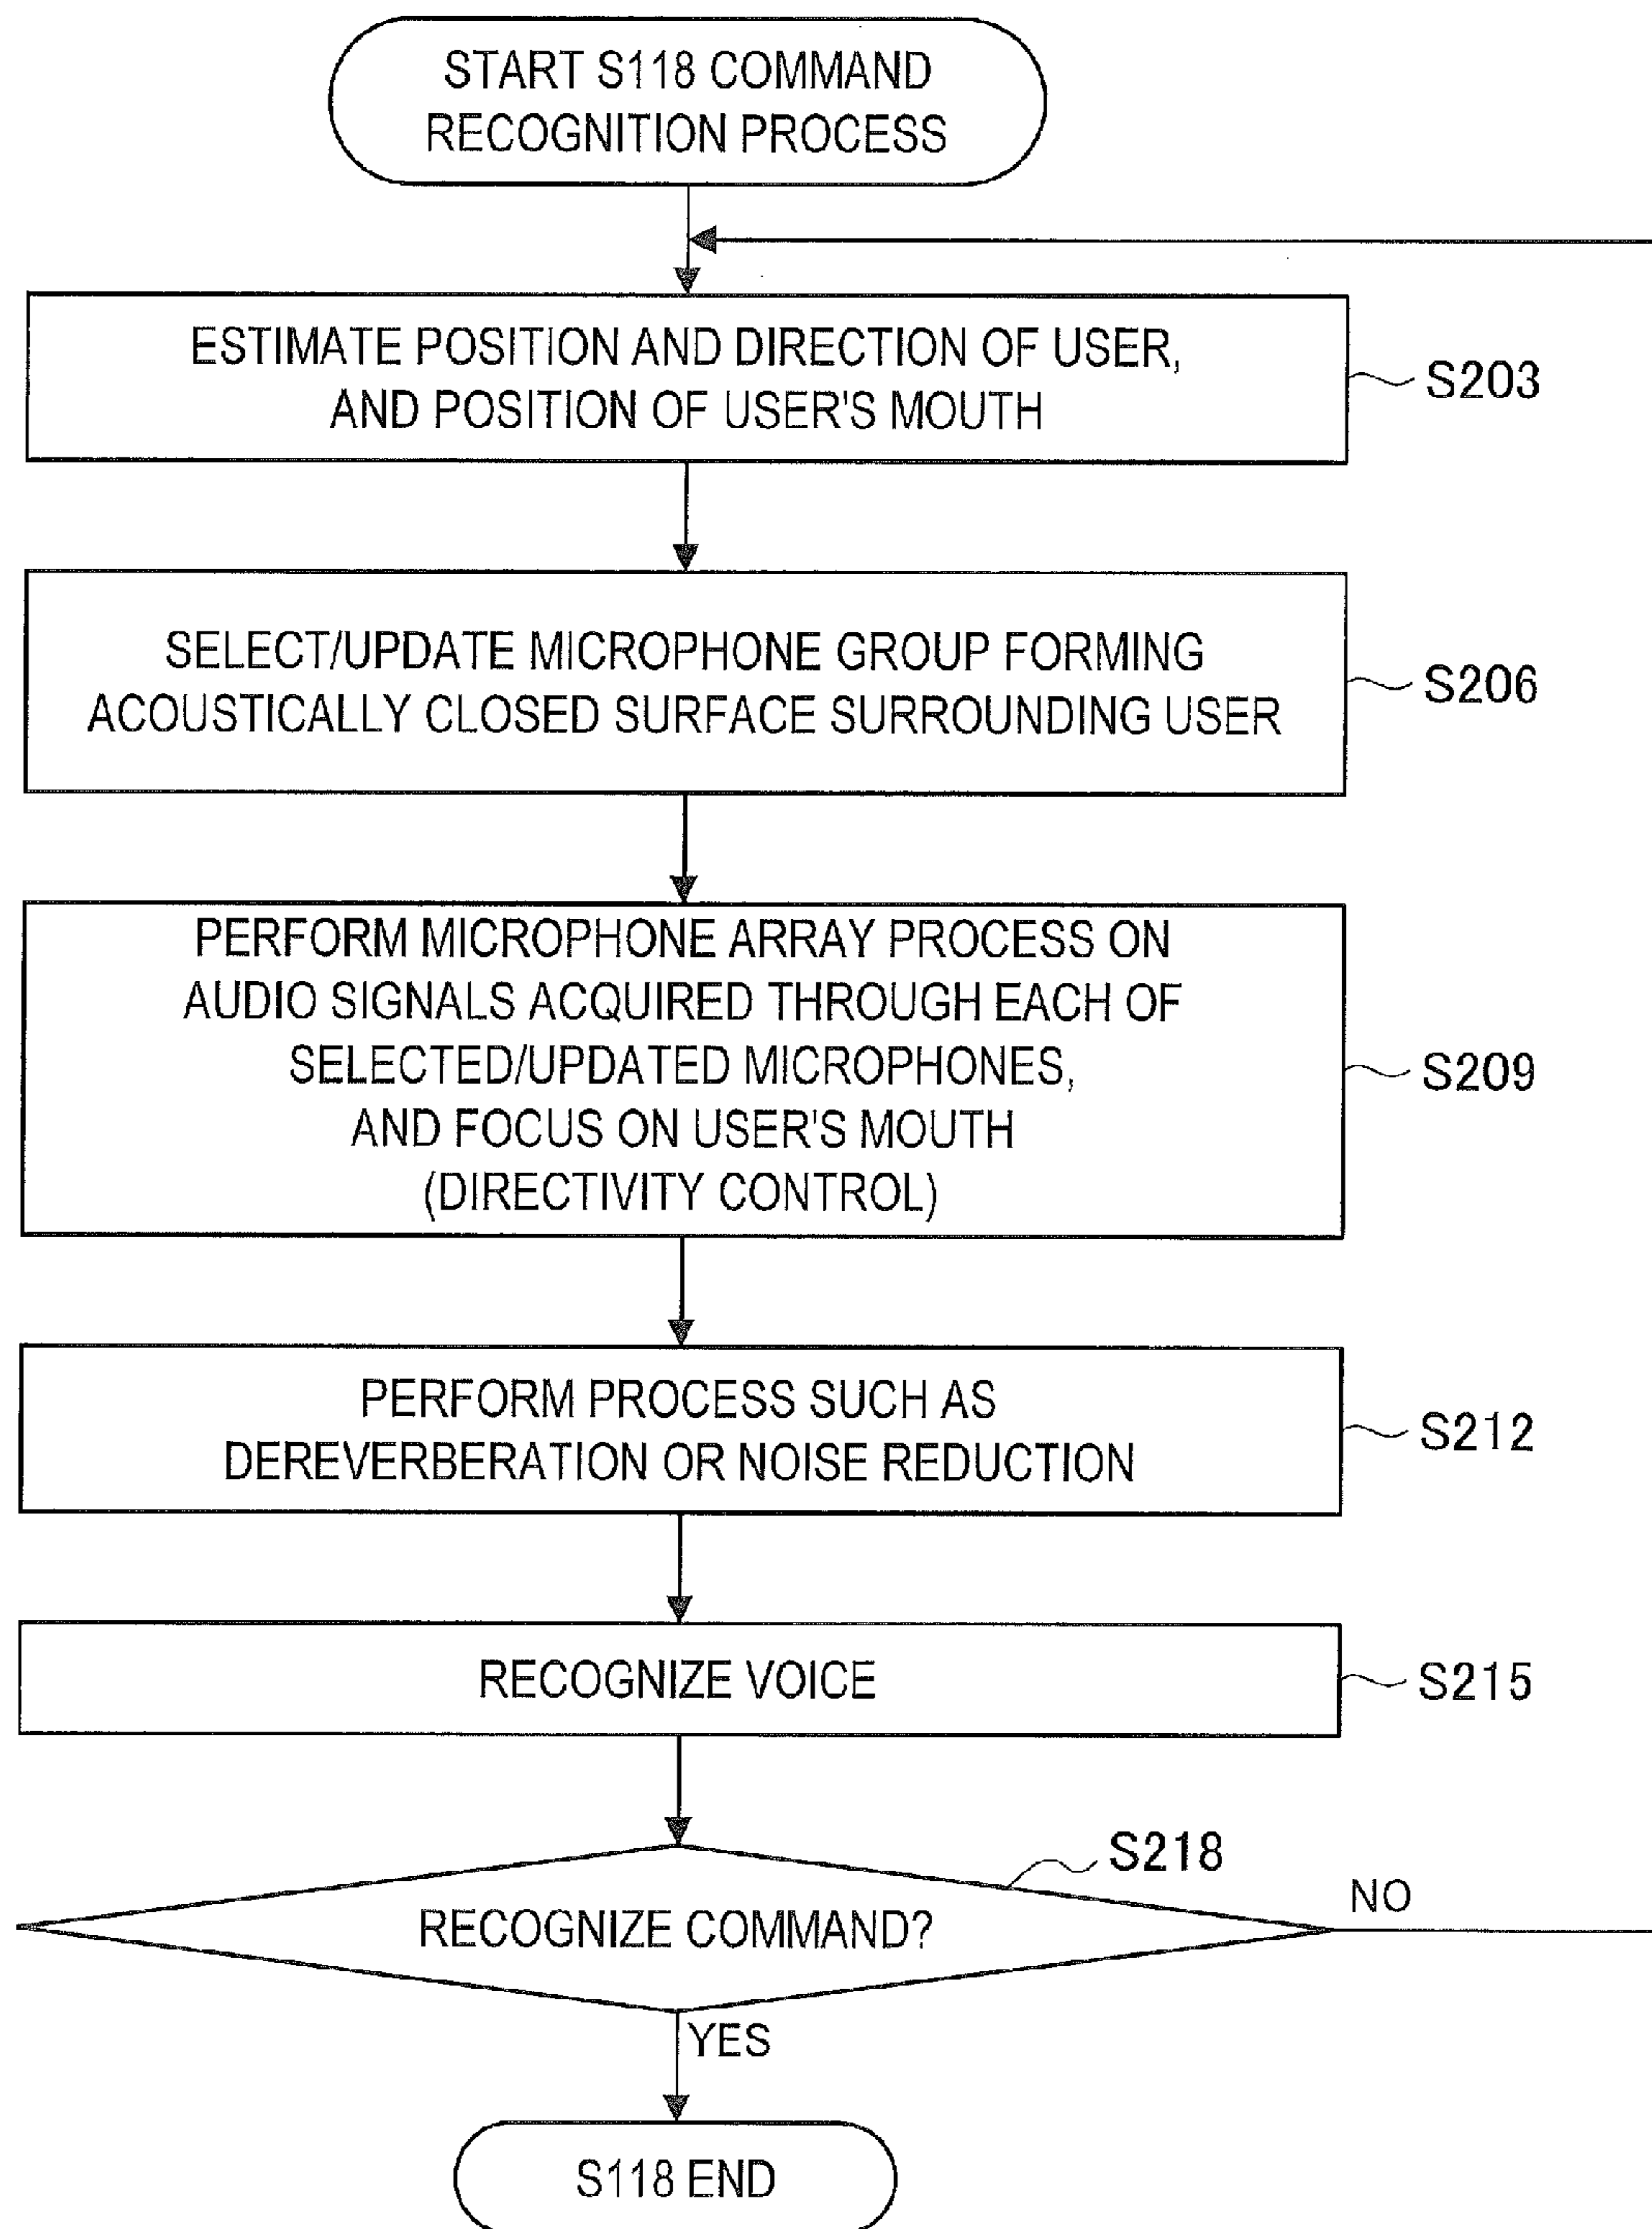 START S118 COMMAND
RECOGNITION PROCESS
ESTIMATE POSITION AND DIRECTION OF USER,
AND POSITION OF USER'S MOUTH
S203
SELECT/UPDATE MICROPHONE GROUP FORMING
ACOUSTICALLY CLOSED SURFACE SURROUNDING USER
S206
PERFORM MICROPHONE ARRAY PROCESS ON
AUDIO SIGNALS ACQUIRED THROUGH EACH OF
SELECTED/UPDATED MICROPHONES,
AND FOCUS ON USER'S MOUTH
(DIRECTIVITY CONTROL)
S209
PERFORM PROCESS SUCH AS
DEREVERBERATION OR NOISE REDUCTION
S212
RECOGNIZE VOICE
S215
S218
RECOGNIZE COMMAND?
NO
YES
S118 END